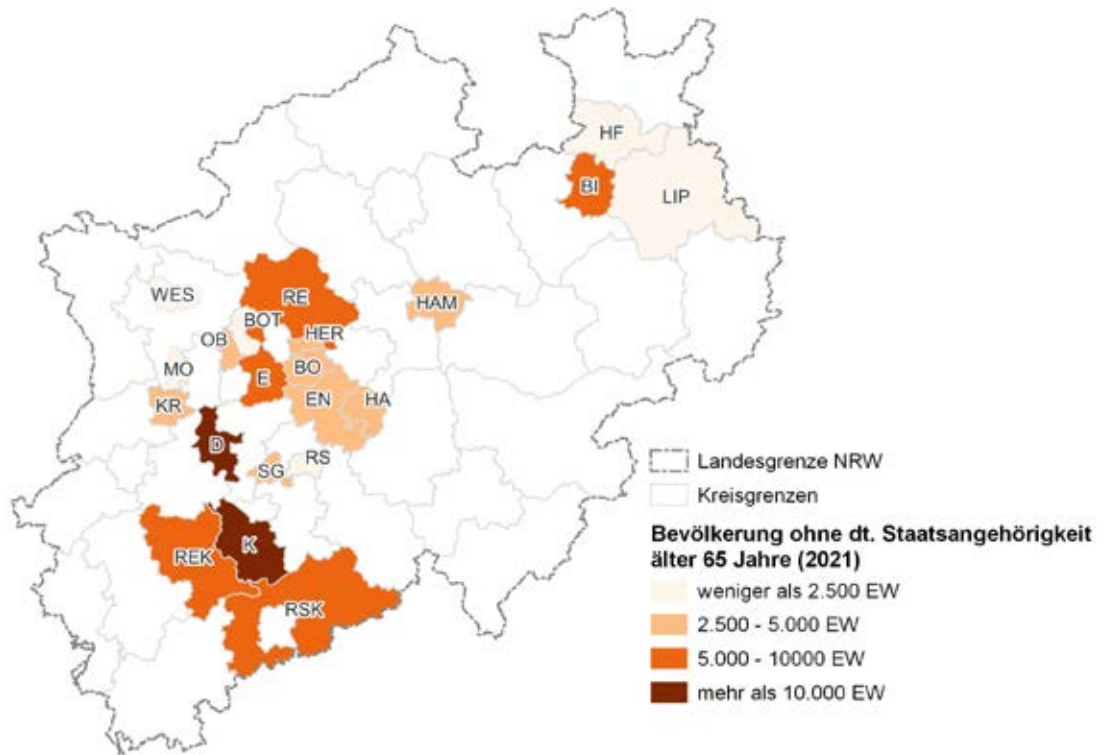 HF
BI
LIP
WES
RE
HAM
BOT
OB
HER
MO
E
BO
KR
EN
HA
D
SG
RS
REK
K
RSK
Landesgrenze NRW
Kreisgrenzen
Bevölkerung ohne dt. Staatsangehörigkeit
älter 65 Jahre (2021)
weniger als 2.500 EW
2.500 - 5.000 EW
5.000 - 10000 EW
mehr als 10.000 EW